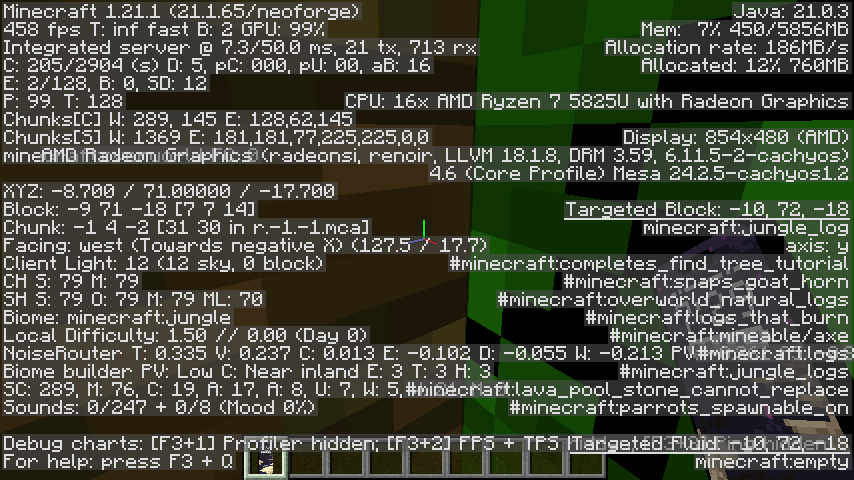 Minecraft 1.21.1 (21.1.65/neoforge)
458 fps T: inf fast B: 2 GPU: 99%
Integrated server @ 7.3/50.0 ms, 21 tx, 713 rx
C: 205/2904 (s) D: 5, pC: 000, pU: 00, aB: 16
E: 2/128, B: 0, SD: 12
P: 99. T: 128
Chunks[C] W: 289, 145 E: 128,62,145
Chunks[S] W: 1369 E: 181,181,77,225,225,0,0
XYZ: -8.700 / 71.00000 / -17.700
Block: -9 71 -18 [7 7 14]
Chunk: -1 4 -2 [31 30 in r.-1.-1.mca]
Facing: west (Towards negative X) (127.5 / 17.7)
Client Light: 12 (12 sky, 0 block)
CH S: 79 M: 79
SH S: 79 O: 79 M: 79 ML: 70
Biome: minecraft:jungle
Local Difficulty: 1.50 // 0.00 (Day 0)
NoiseRouter T: 0.335 V: 0.237 C: 0.013 E: -0.102 D: -0.055 W: -0.213
Biome builder PV: Low C: Near inland E: 3 T: 3 H: 3
SC: 289, M: 76, C: 19, A: 17, A: 8, U: 7, W: 5,
Sounds: 0/247 + 0/8 (Mood 0%)
Debug charts: [F3+1] Profiler hidden; [F3+2] FPS + TPS
For help: press F3 + Q
Java: 21.0.3
Mem: 7% 450/5856MB
Allocation rate: 186MB/s
Allocated: 12% 760MB
CPU: 16x AMD Ryzen 7 5825U with Radeon Graphics
Display: 854x480 (AMD)
AMD Radeon Graphics (radeonsi, renoir, LLVM 18.1.8, DRM 3.59, 6.11.5-2-cachyos)
4.6 (Core Profile) Mesa 24.2.5-cachyos1.2
Targeted Block: -10, 72, -18
minecraft:jungle_log
axis: y
#minecraft:completes_find_tree_tutorial
#minecraft:snaps_goat_horn
#minecraft:overworld_natural_logs
#minecraft:logs_that_burn
#minecraft:mineable/axe
#minecraft:logs
#minecraft:jungle_logs
#minecraft:lava_pool_stone_cannot_replace
#minecraft:parrots_spawnable_on
Targeted Fluid: -10, 72, -18
minecraft:empty